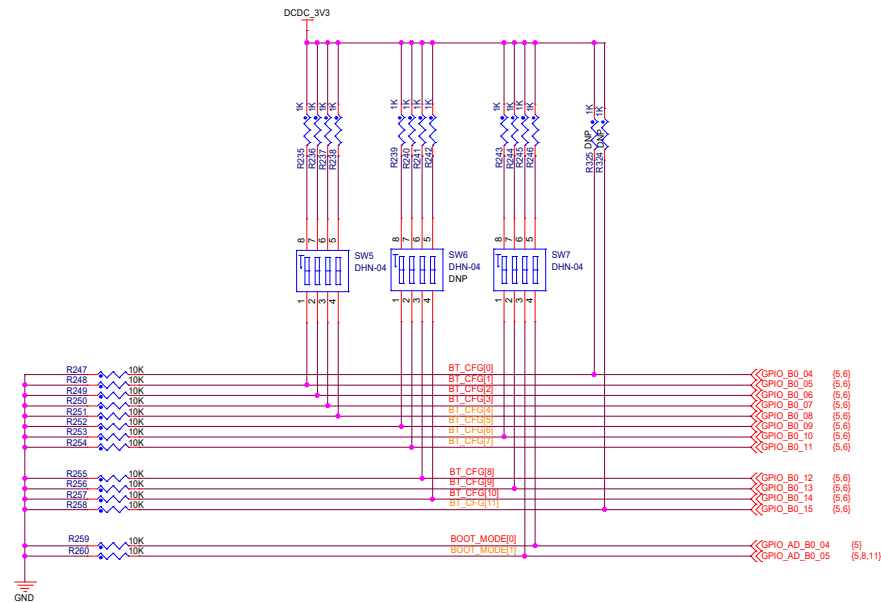 DCDC_3V3
1K 1K 1K 1K 1K 1K 1K 1K 1K 1K 1K 1K 1K 1K
DNP DNP
R235 R236 R237 R238 R239 R240 R241 R242 R243 R244 R245 R246 R325 R324
8 7 6 5 8 7 6 5 8 7 6 5
SW5 SW6 SW7
DHN-04 DHN-04 DHN-04
DNP
1 2 3 4 1 2 3 4 1 2 3 4
R247 10K BT_CFG[0] GPIO_B0_04 {5,6}
R248 10K BT_CFG[1] GPIO_B0_05 {5,6}
R249 10K BT_CFG[2] GPIO_B0_06 {5,6}
R250 10K BT_CFG[3] GPIO_B0_07 {5,6}
R251 10K BT_CFG[4] GPIO_B0_08 {5,6}
R252 10K BT_CFG[5] GPIO_B0_09 {5,6}
R253 10K BT_CFG[6] GPIO_B0_10 {5,6}
R254 10K BT_CFG[7] GPIO_B0_11 {5,6}
R255 10K BT_CFG[8] GPIO_B0_12 {5,6}
R256 10K BT_CFG[9] GPIO_B0_13 {5,6}
R257 10K BT_CFG[10] GPIO_B0_14 {5,6}
R258 10K BT_CFG[11] GPIO_B0_15 {5,6}
R259 10K BOOT_MODE[0] GPIO_AD_B0_04 {5}
R260 10K BOOT_MODE[1] GPIO_AD_B0_05 {5,8,11}
GND